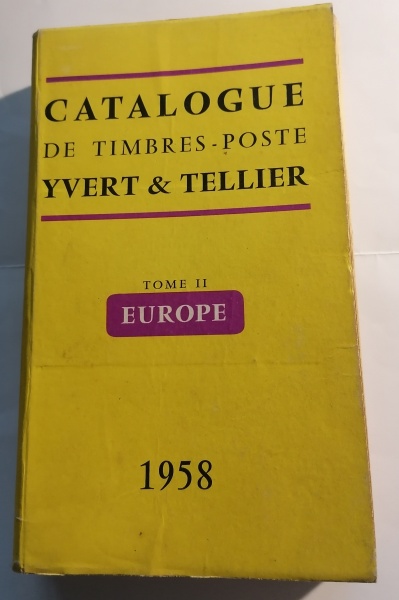 CATALOGUE
DE TIMBRES-POSTE
YVERT & TELLIER
TOME II
EUROPE
1958